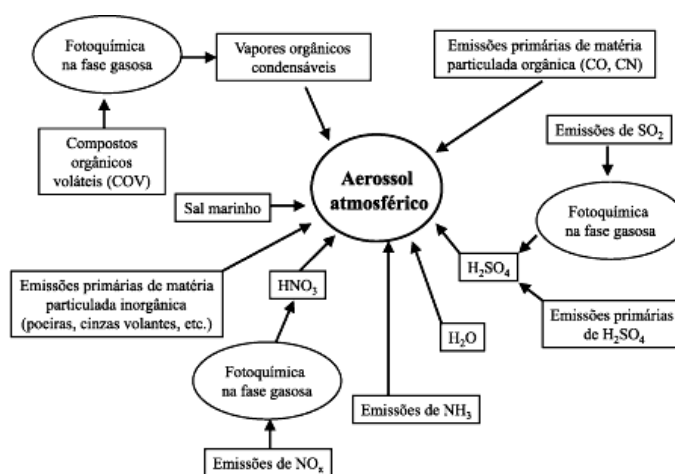 Fotoquímica
na fase gasosa
Vapores orgânicos
condensáveis
Emissões primárias de matéria
particulada orgânica (CO, CN)
Compostos
orgânicos
voláteis (COV)
Emissões de SO₂
Aerossol
atmosférico
Sal marinho
Fotoquímica
na fase gasosa
Emissões primárias de matéria
particulada inorgânica
(poeiras, cinzas volantes, etc.)
HNO₃
H₂SO₄
H₂O
Emissões primárias
de H₂SO₄
Fotoquímica
na fase gasosa
Emissões de NH₃
Emissões de NOₓ